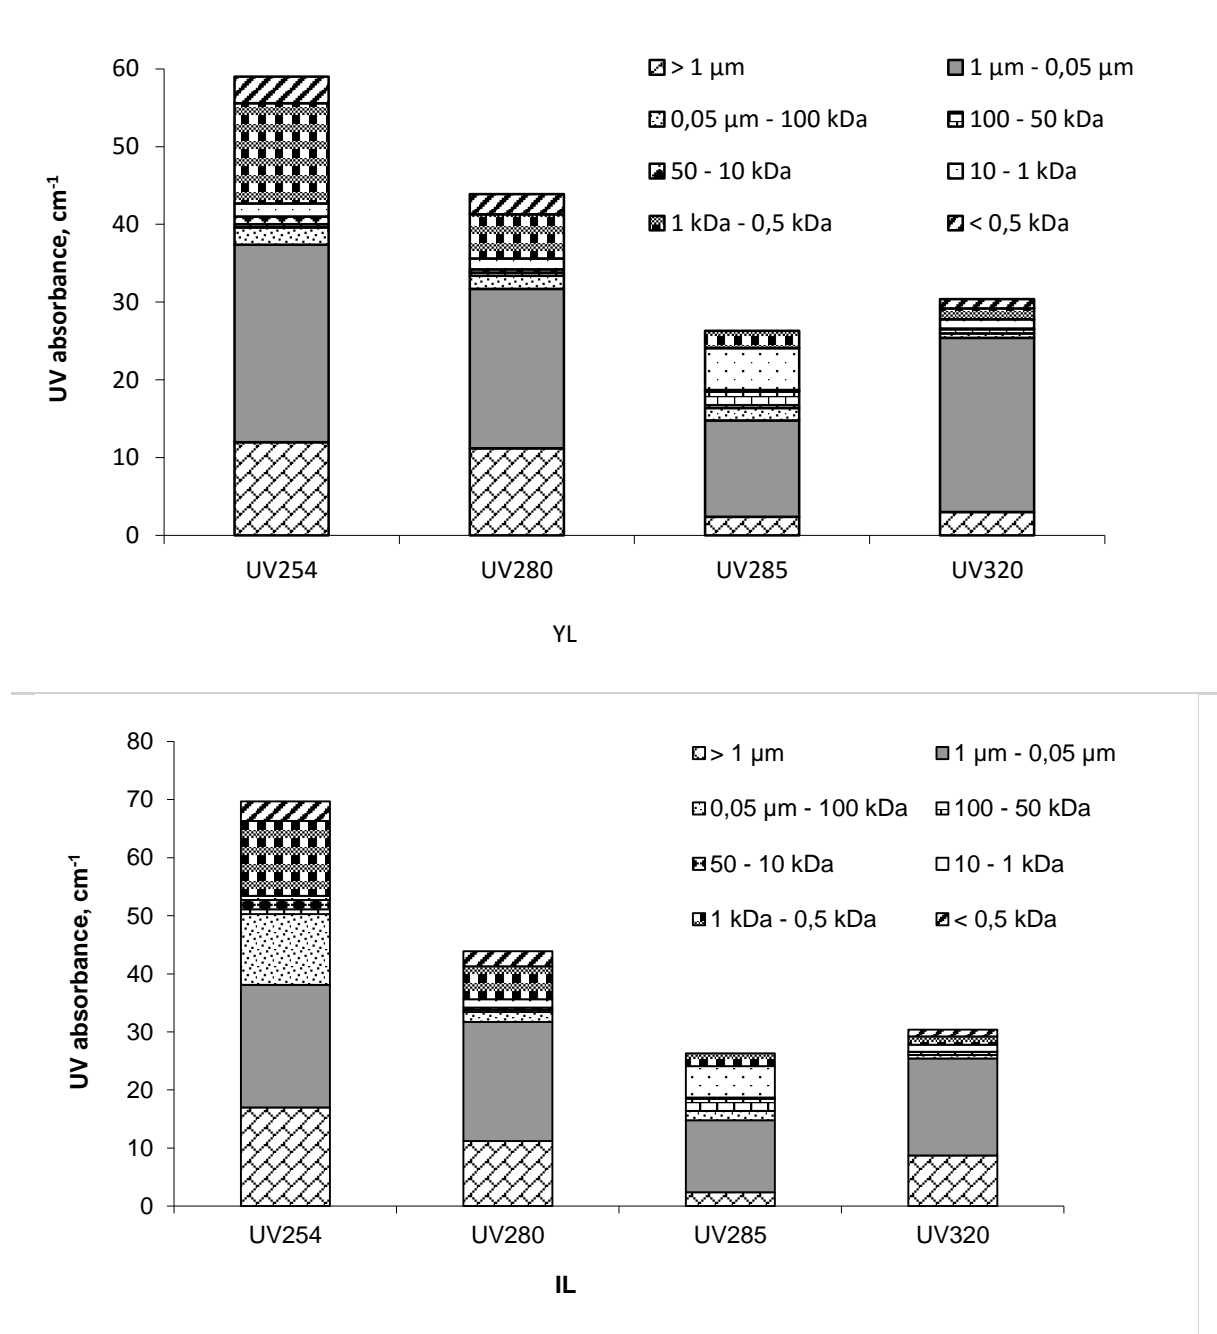 > 1 µm
1 µm - 0,05 µm
0,05 µm - 100 kDa
100 - 50 kDa
50 - 10 kDa
10 - 1 kDa
1 kDa - 0,5 kDa
< 0,5 kDa
UV absorbance, cm-1
60
50
40
30
20
10
0
UV254
UV280
UV285
UV320
YL
> 1 µm
1 µm - 0,05 µm
0,05 µm - 100 kDa
100 - 50 kDa
50 - 10 kDa
10 - 1 kDa
1 kDa - 0,5 kDa
< 0,5 kDa
UV absorbance, cm-1
80
70
60
50
40
30
20
10
0
UV254
UV280
UV285
UV320
IL